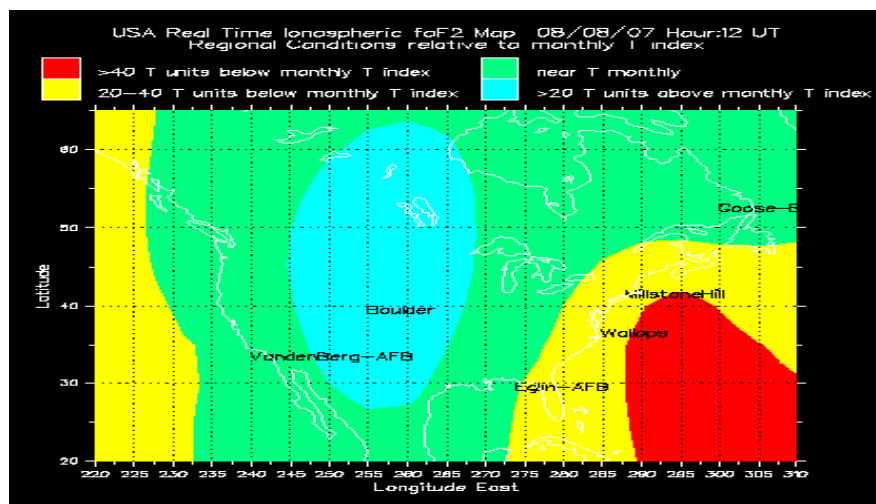 USA Real Time Ionospheric foF2 Map 08/08/07 Hour:12 UT
Regional Conditions relative to monthly T index
>40 T units below monthly T index
near T monthly
20-40 T units below monthly T index
>20 T units above monthly T index
60
Goose-B
50
Latitude
MillstoneHill
40
Boulder
Wallops
VandenBerg-AFB
30
Eglin-AFB
20
220 225 230 235 240 245 250 255 260 265 270 275 280 285 290 295 300 305 310
Longitude East